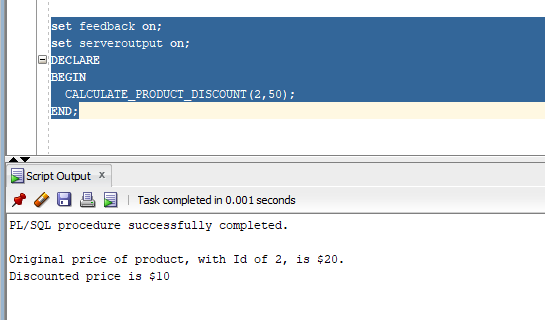 set feedback on;
set serveroutput on;
DECLARE
BEGIN
  CALCULATE_PRODUCT_DISCOUNT(2,50);
END;
Script Output x
Task completed in 0.001 seconds
PL/SQL procedure successfully completed.
Original price of product, with Id of 2, is $20.
Discounted price is $10